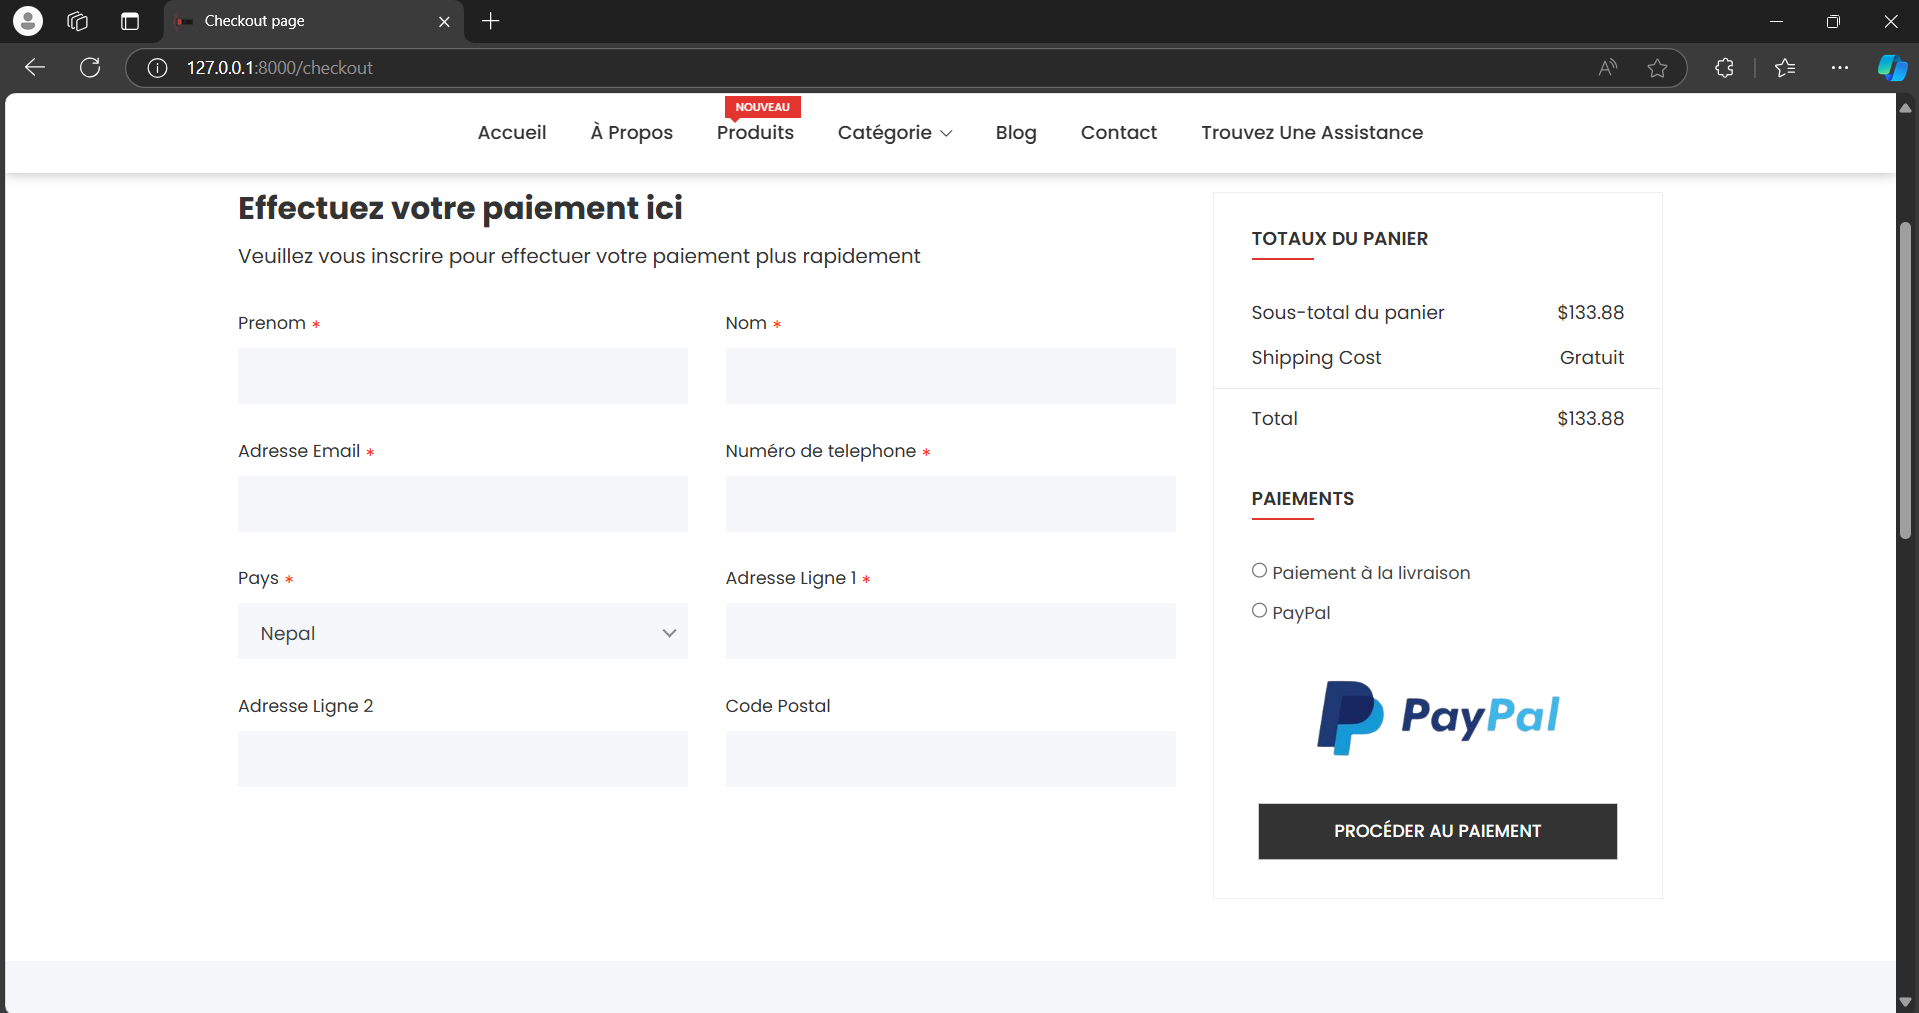 Checkout page
127.0.0.1:8000/checkout
NOUVEAU
Accueil À Propos Produits Catégorie Blog Contact Trouvez Une Assistance
Effectuez votre paiement ici
Veuillez vous inscrire pour effectuer votre paiement plus rapidement
Prenom *
Nom *
Adresse Email *
Numéro de telephone *
Pays *
Nepal
Adresse Ligne 1 *
Adresse Ligne 2
Code Postal
TOTAUX DU PANIER
Sous-total du panier $133.88
Shipping Cost Gratuit
Total $133.88
PAIEMENTS
Paiement à la livraison
PayPal
PayPal
PROCÉDER AU PAIEMENT